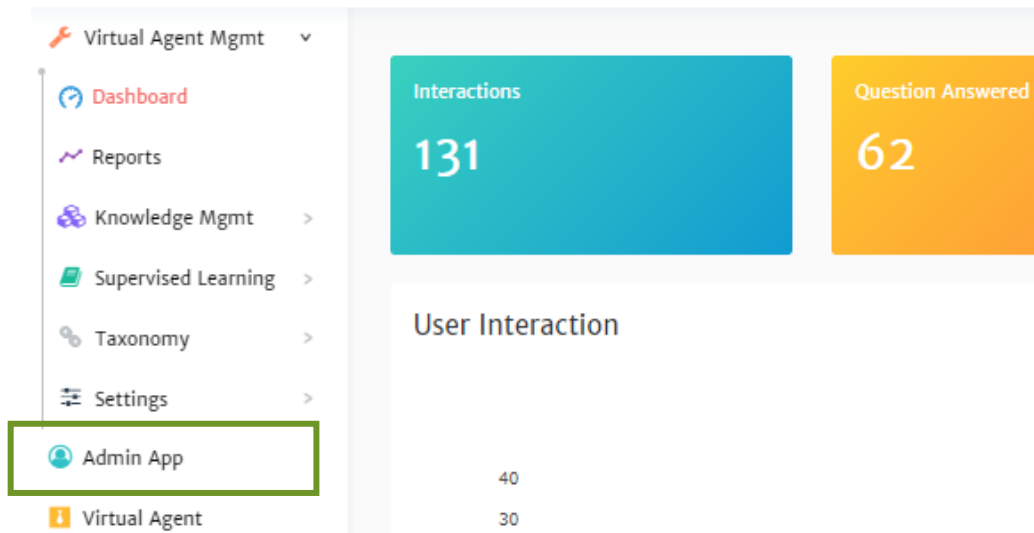 Virtual Agent Mgmt
Dashboard
Reports
Knowledge Mgmt
Supervised Learning
Taxonomy
Settings
Admin App
Virtual Agent
Interactions
131
Question Answered
62
User Interaction
40
30